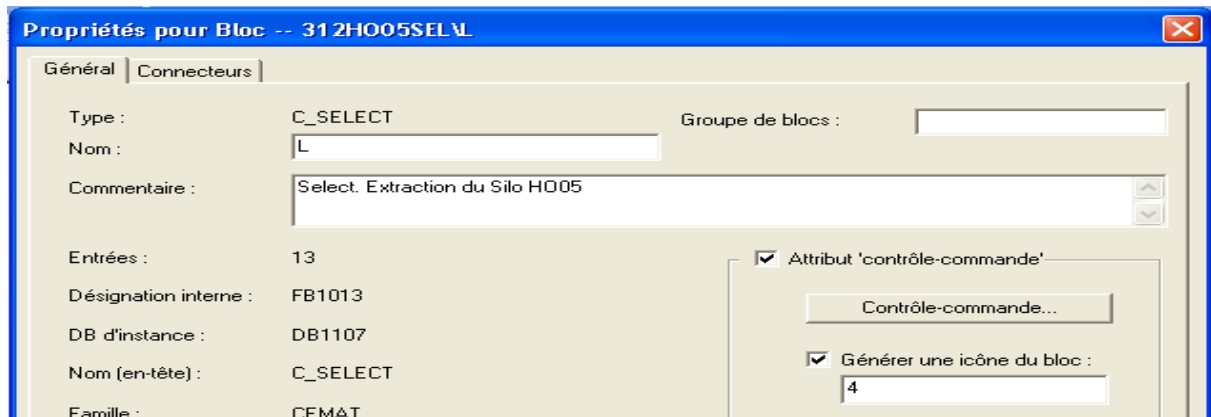 Propriétés pour Bloc -- 312HO05SEL\L
Général Connecteurs
Type : C_SELECT Groupe de blocs :
Nom : L
Commentaire : Select. Extraction du Silo HO05
Entrées : 13 Attribut 'contrôle-commande'
Désignation interne : FB1013 Contrôle-commande...
DB d'instance : DB1107
Générer une icône du bloc :
Nom (en-tête) : C_SELECT 4
Famille : CEMAT